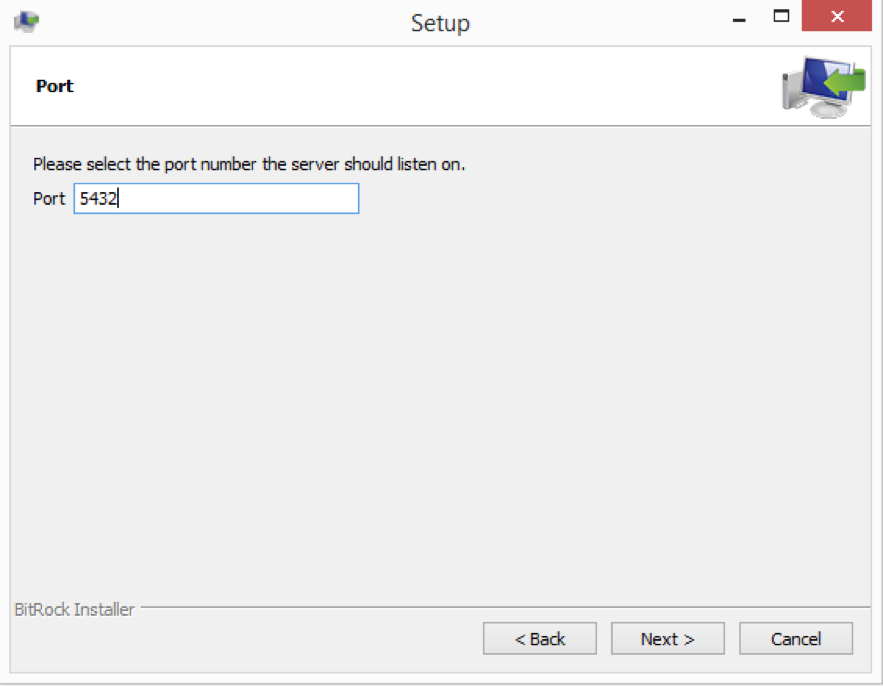 Setup
Port
Please select the port number the server should listen on.
Port 5432
BitRock Installer
< Back Next > Cancel